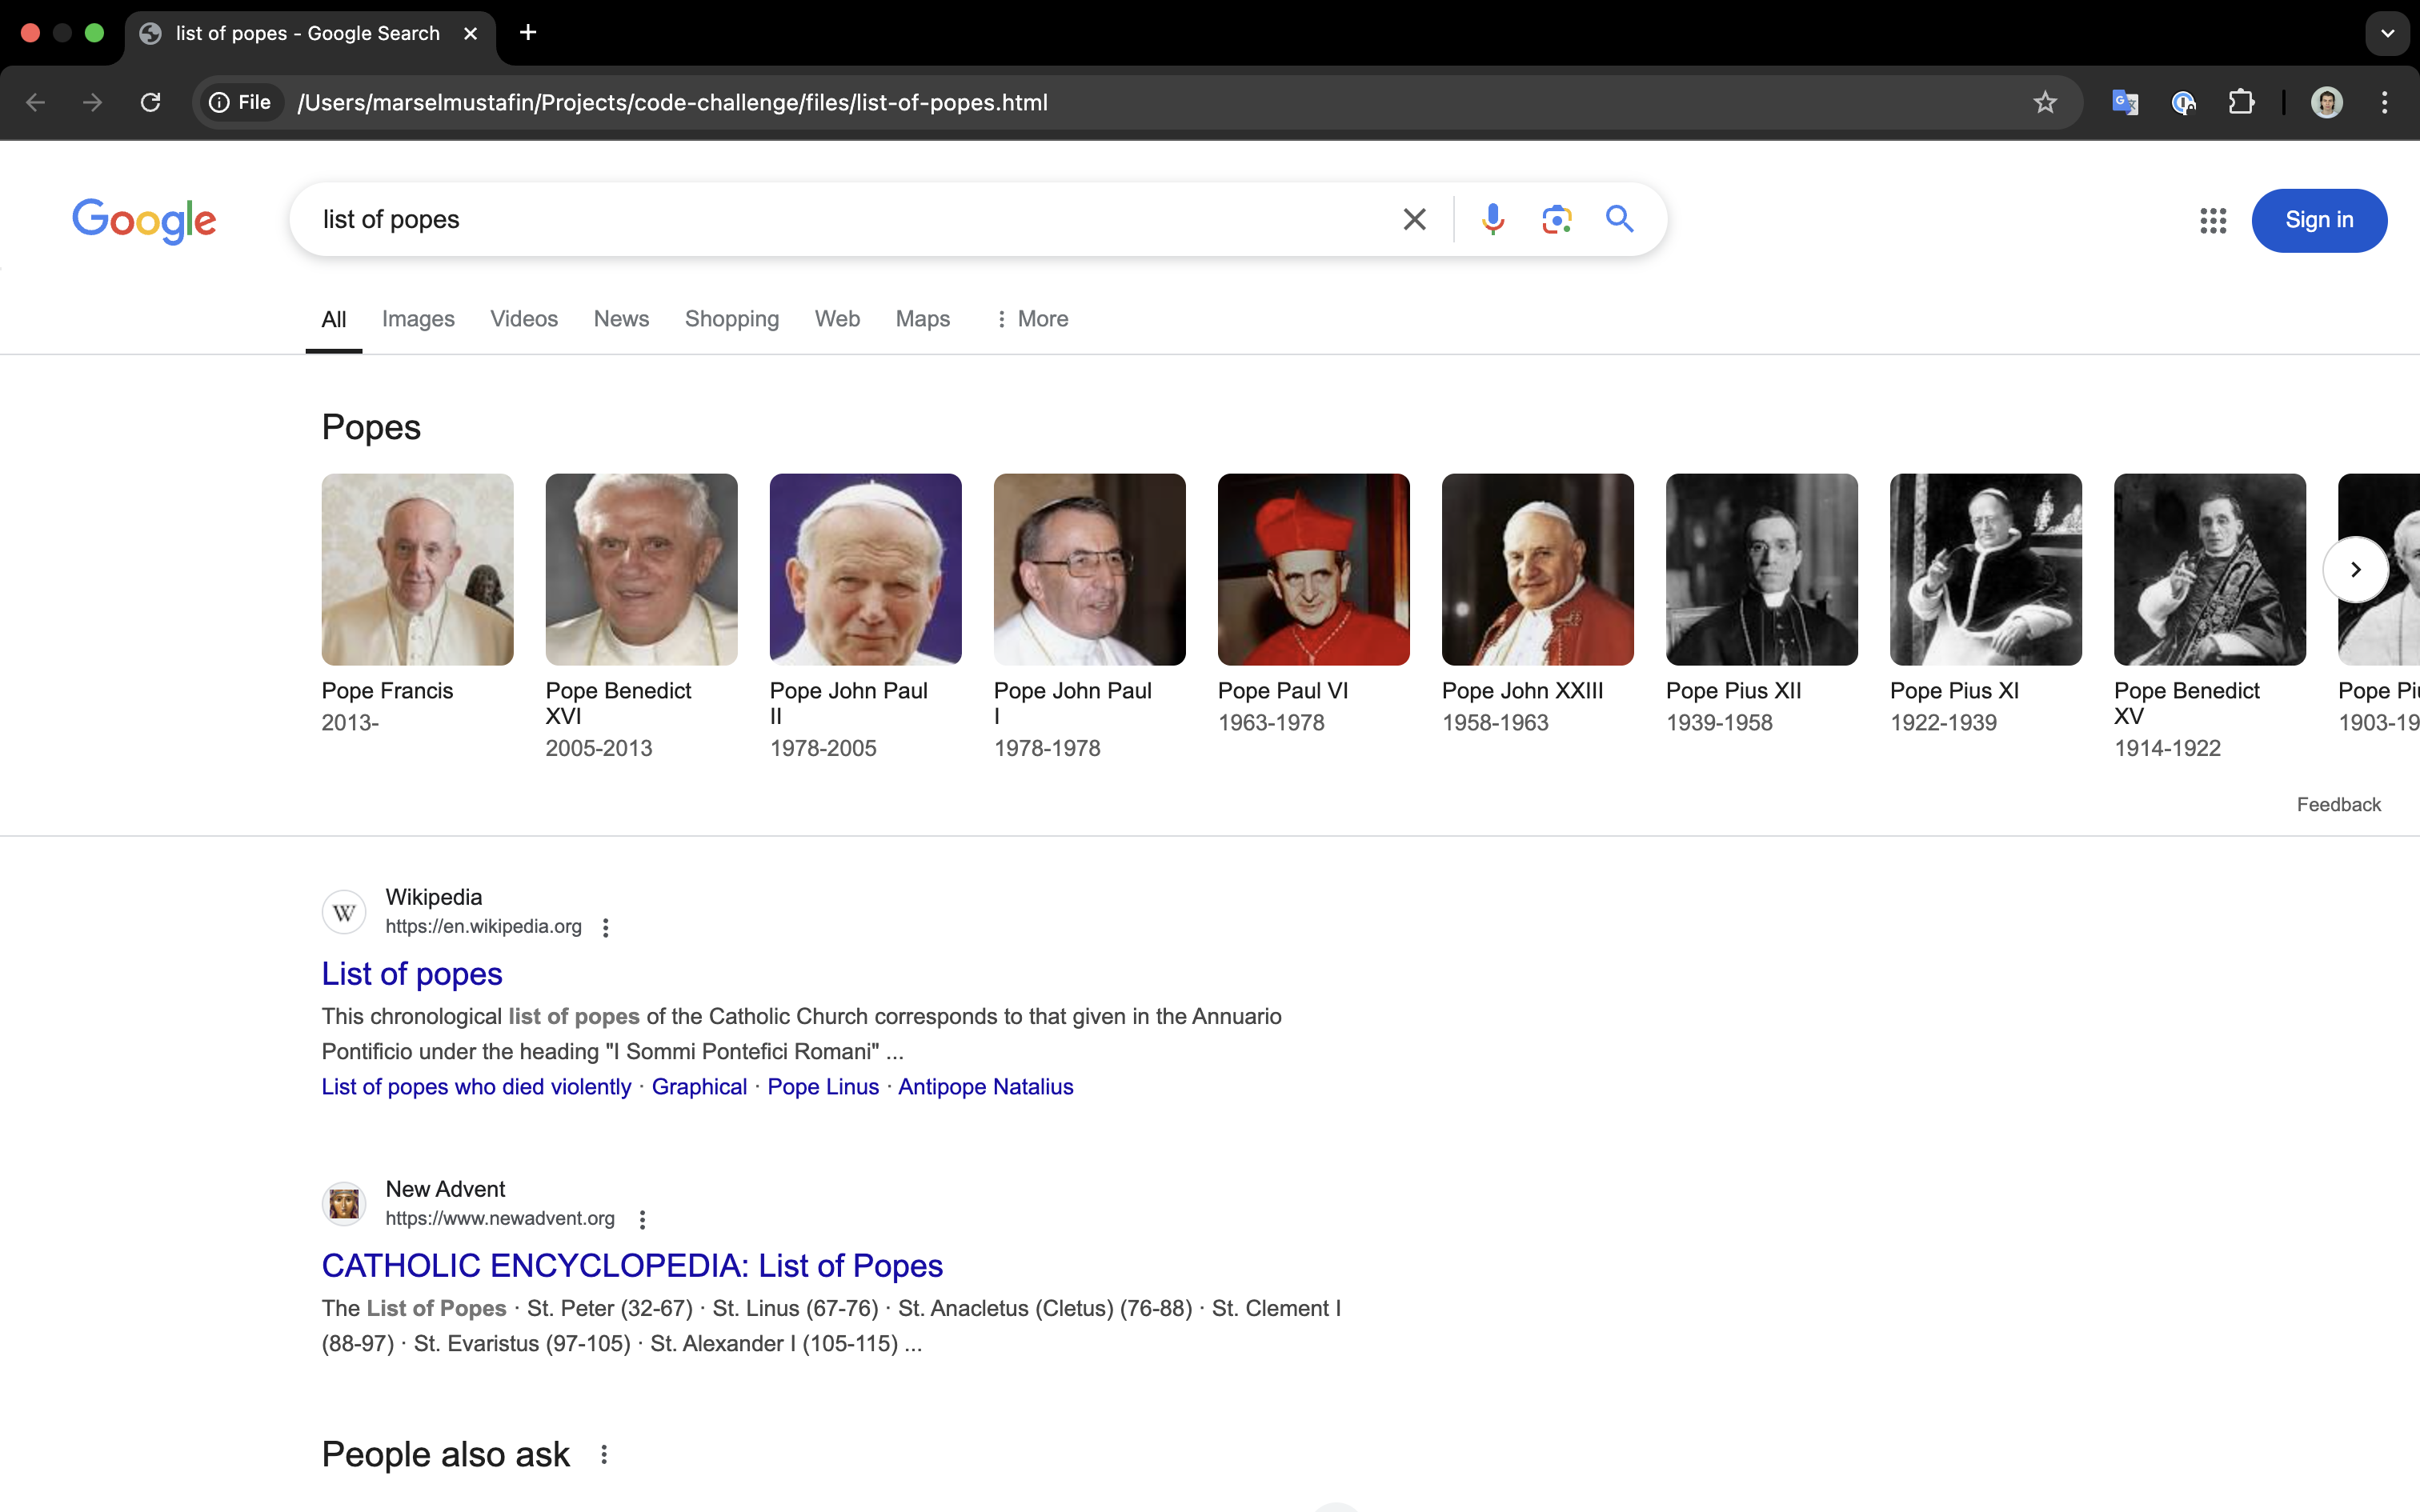 list of popes - Google Search
File /Users/marselmustafin/Projects/code-challenge/files/list-of-popes.html
Google
list of popes
Sign in
All Images Videos News Shopping Web Maps More
Popes
Pope Francis
2013-
Pope Benedict
XVI
2005-2013
Pope John Paul
II
1978-2005
Pope John Paul
I
1978-1978
Pope Paul VI
1963-1978
Pope John XXIII
1958-1963
Pope Pius XII
1939-1958
Pope Pius XI
1922-1939
Pope Benedict
XV
1914-1922
Pope
1903-19
Feedback
W
Wikipedia
https://en.wikipedia.org
List of popes
This chronological list of popes of the Catholic Church corresponds to that given in the Annuario
Pontificio under the heading "I Sommi Pontefici Romani" ...
List of popes who died violently · Graphical · Pope Linus · Antipope Natalius
New Advent
https://www.newadvent.org
CATHOLIC ENCYCLOPEDIA: List of Popes
The List of Popes · St. Peter (32-67) · St. Linus (67-76) · St. Anacletus (Cletus) (76-88) · St. Clement I
(88-97) · St. Evaristus (97-105) · St. Alexander I (105-115) ...
People also ask